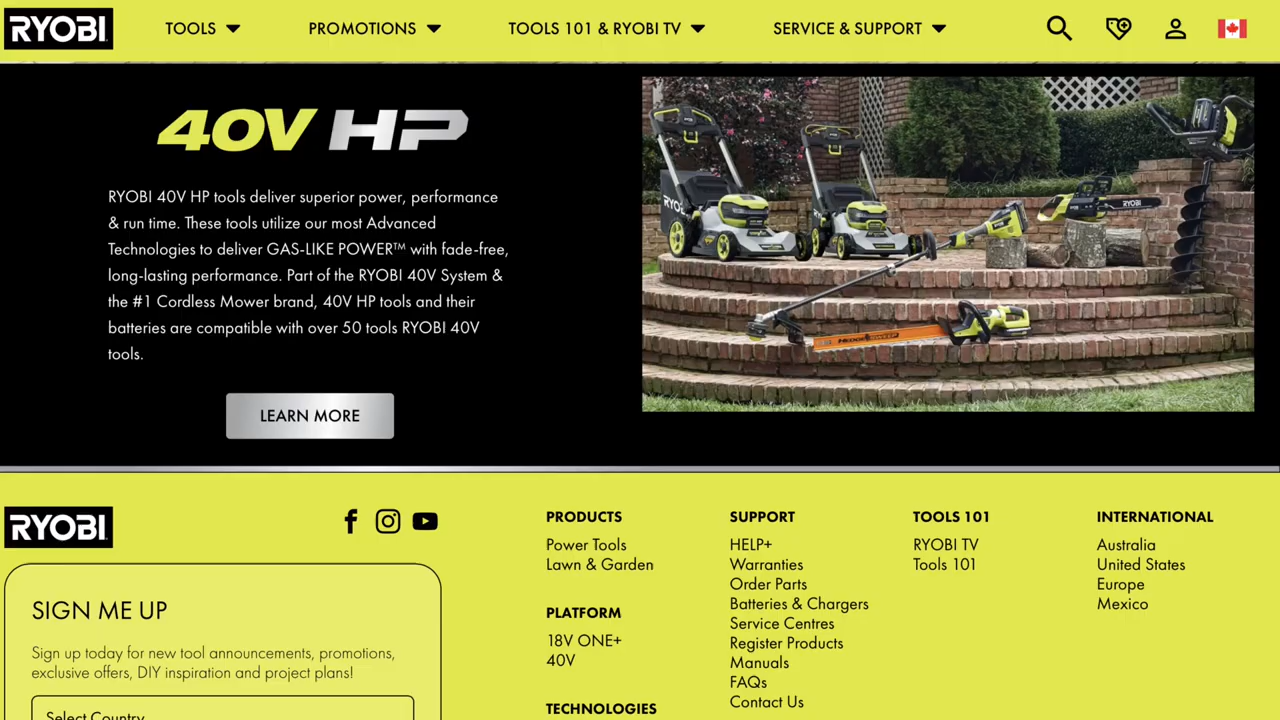 RYOBI
TOOLS
PROMOTIONS
TOOLS 101 & RYOBI TV
SERVICE & SUPPORT
40V HP
RYOBI 40V HP tools deliver superior power, performance
& run time. These tools utilize our most Advanced
Technologies to deliver GAS-LIKE POWER™ with fade-free,
long-lasting performance. Part of the RYOBI 40V System &
the #1 Cordless Mower brand, 40V HP tools and their
batteries are compatible with over 50 tools RYOBI 40V
tools.
LEARN MORE
RYOBI
HEDGESWEEP
RYOBI
SIGN ME UP
Sign up today for new tool announcements, promotions,
exclusive offers, DIY inspiration and project plans!
Select Country
PRODUCTS
Power Tools
Lawn & Garden
PLATFORM
18V ONE+
40V
TECHNOLOGIES
SUPPORT
HELP+
Warranties
Order Parts
Batteries & Chargers
Service Centres
Register Products
Manuals
FAQs
Contact Us
TOOLS 101
RYOBI TV
Tools 101
INTERNATIONAL
Australia
United States
Europe
Mexico